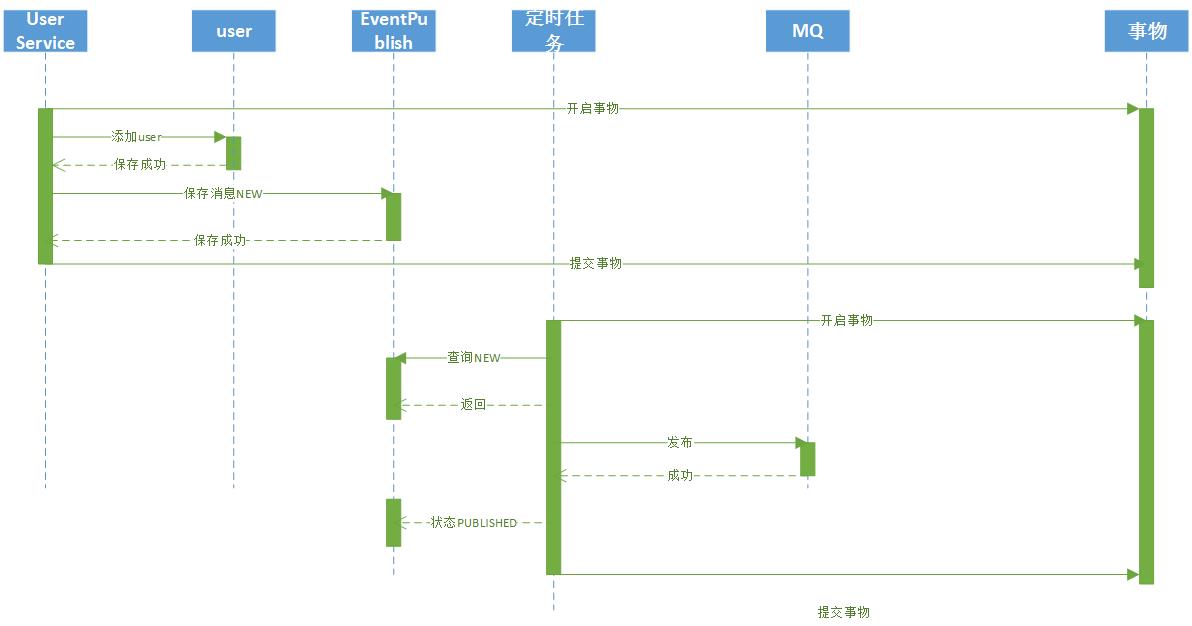 User
Service
user
EventPu
blish
定时任
务
MQ
事物
开启事物
添加user
保存成功
保存消息NEW
保存成功
提交事物
开启事物
查询NEW
返回
发布
成功
状态PUBLISHED
提交事物